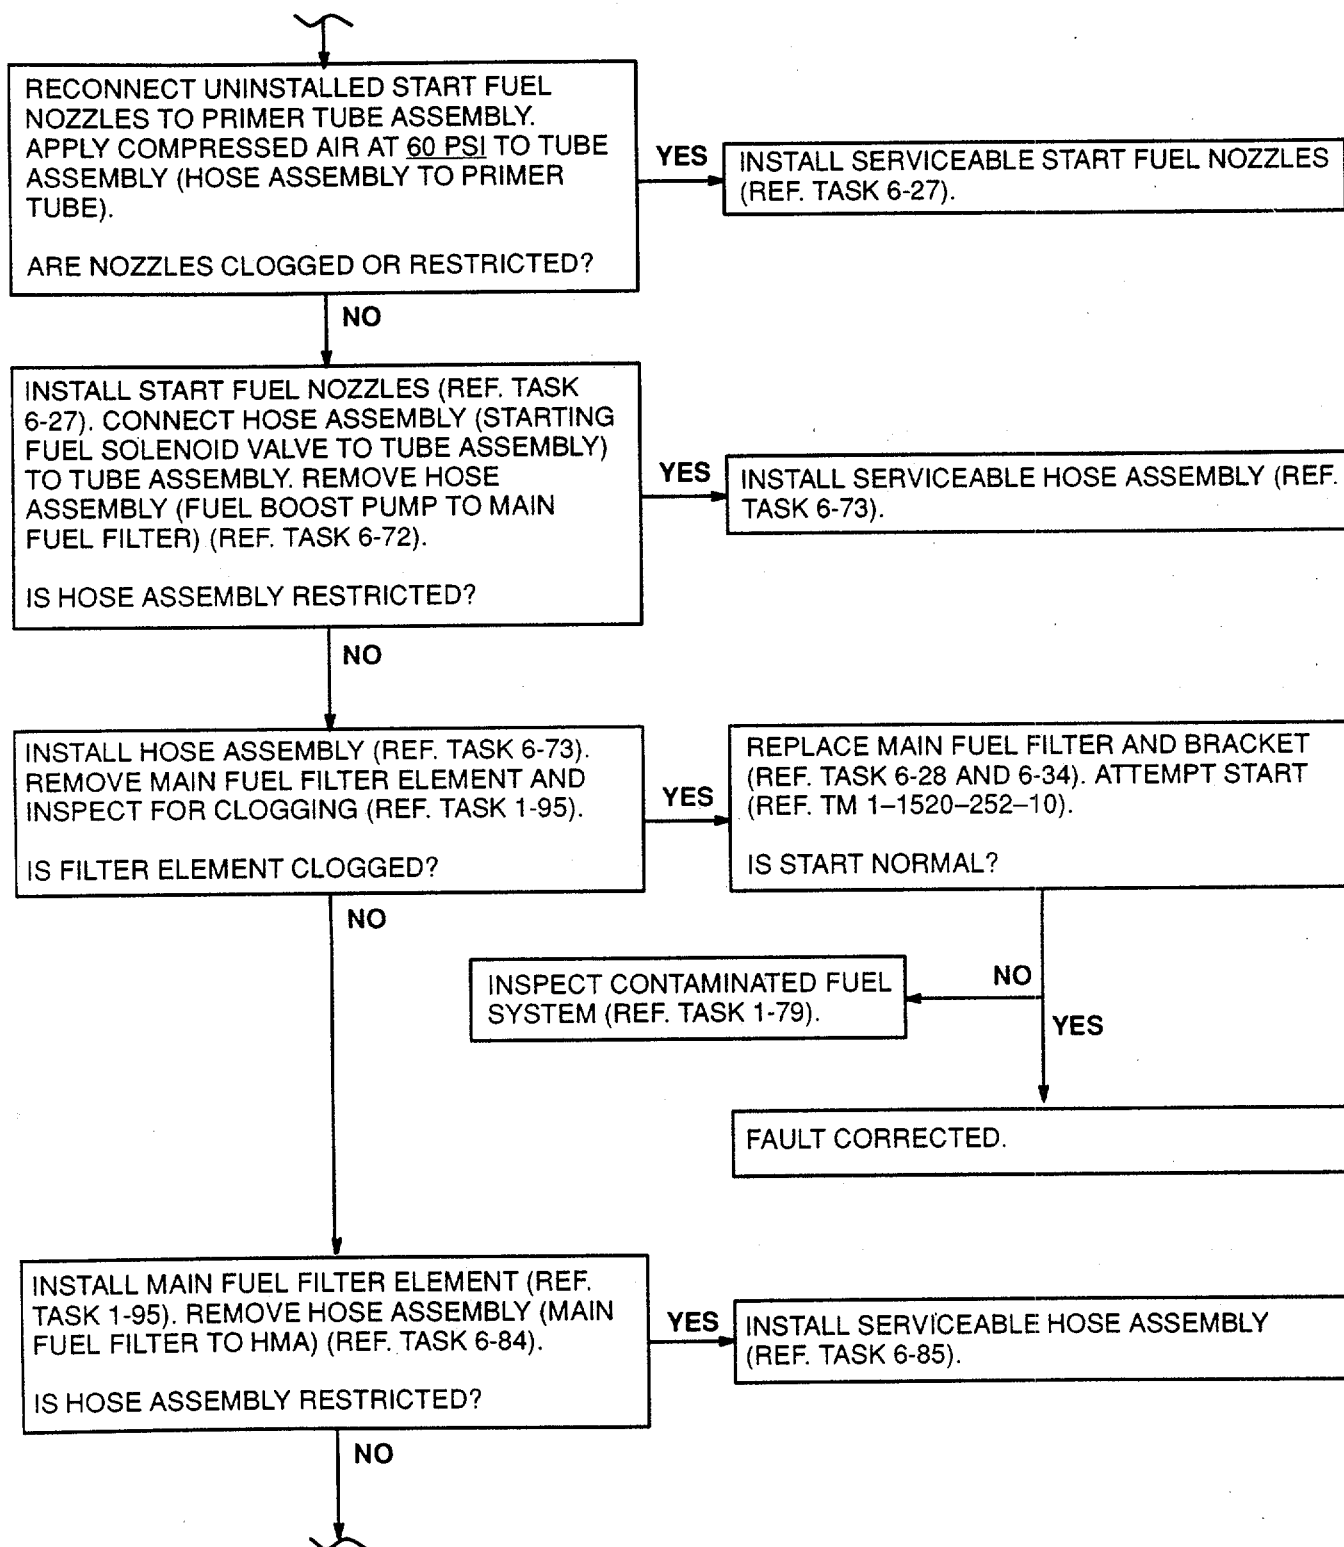 RECONNECT UNINSTALLED START FUEL
NOZZLES TO PRIMER TUBE ASSEMBLY.
APPLY COMPRESSED AIR AT 60 PSI TO TUBE
ASSEMBLY (HOSE ASSEMBLY TO PRIMER
TUBE).
ARE NOZZLES CLOGGED OR RESTRICTED?
YES
INSTALL SERVICEABLE START FUEL NOZZLES
(REF. TASK 6-27).
NO
INSTALL START FUEL NOZZLES (REF. TASK
6-27). CONNECT HOSE ASSEMBLY (STARTING
FUEL SOLENOID VALVE TO TUBE ASSEMBLY)
TO TUBE ASSEMBLY. REMOVE HOSE
ASSEMBLY (FUEL BOOST PUMP TO MAIN
FUEL FILTER) (REF. TASK 6-72).
IS HOSE ASSEMBLY RESTRICTED?
YES
INSTALL SERVICEABLE HOSE ASSEMBLY (REF.
TASK 6-73).
NO
INSTALL HOSE ASSEMBLY (REF. TASK 6-73).
REMOVE MAIN FUEL FILTER ELEMENT AND
INSPECT FOR CLOGGING (REF. TASK 1-95).
IS FILTER ELEMENT CLOGGED?
YES
REPLACE MAIN FUEL FILTER AND BRACKET
(REF. TASK 6-28 AND 6-34). ATTEMPT START
(REF. TM 1–1520–252–10).
IS START NORMAL?
NO
INSPECT CONTAMINATED FUEL
SYSTEM (REF. TASK 1-79).
NO
YES
FAULT CORRECTED.
INSTALL MAIN FUEL FILTER ELEMENT (REF.
TASK 1-95). REMOVE HOSE ASSEMBLY (MAIN
FUEL FILTER TO HMA) (REF. TASK 6-84).
IS HOSE ASSEMBLY RESTRICTED?
YES
INSTALL SERVICEABLE HOSE ASSEMBLY
(REF. TASK 6-85).
NO